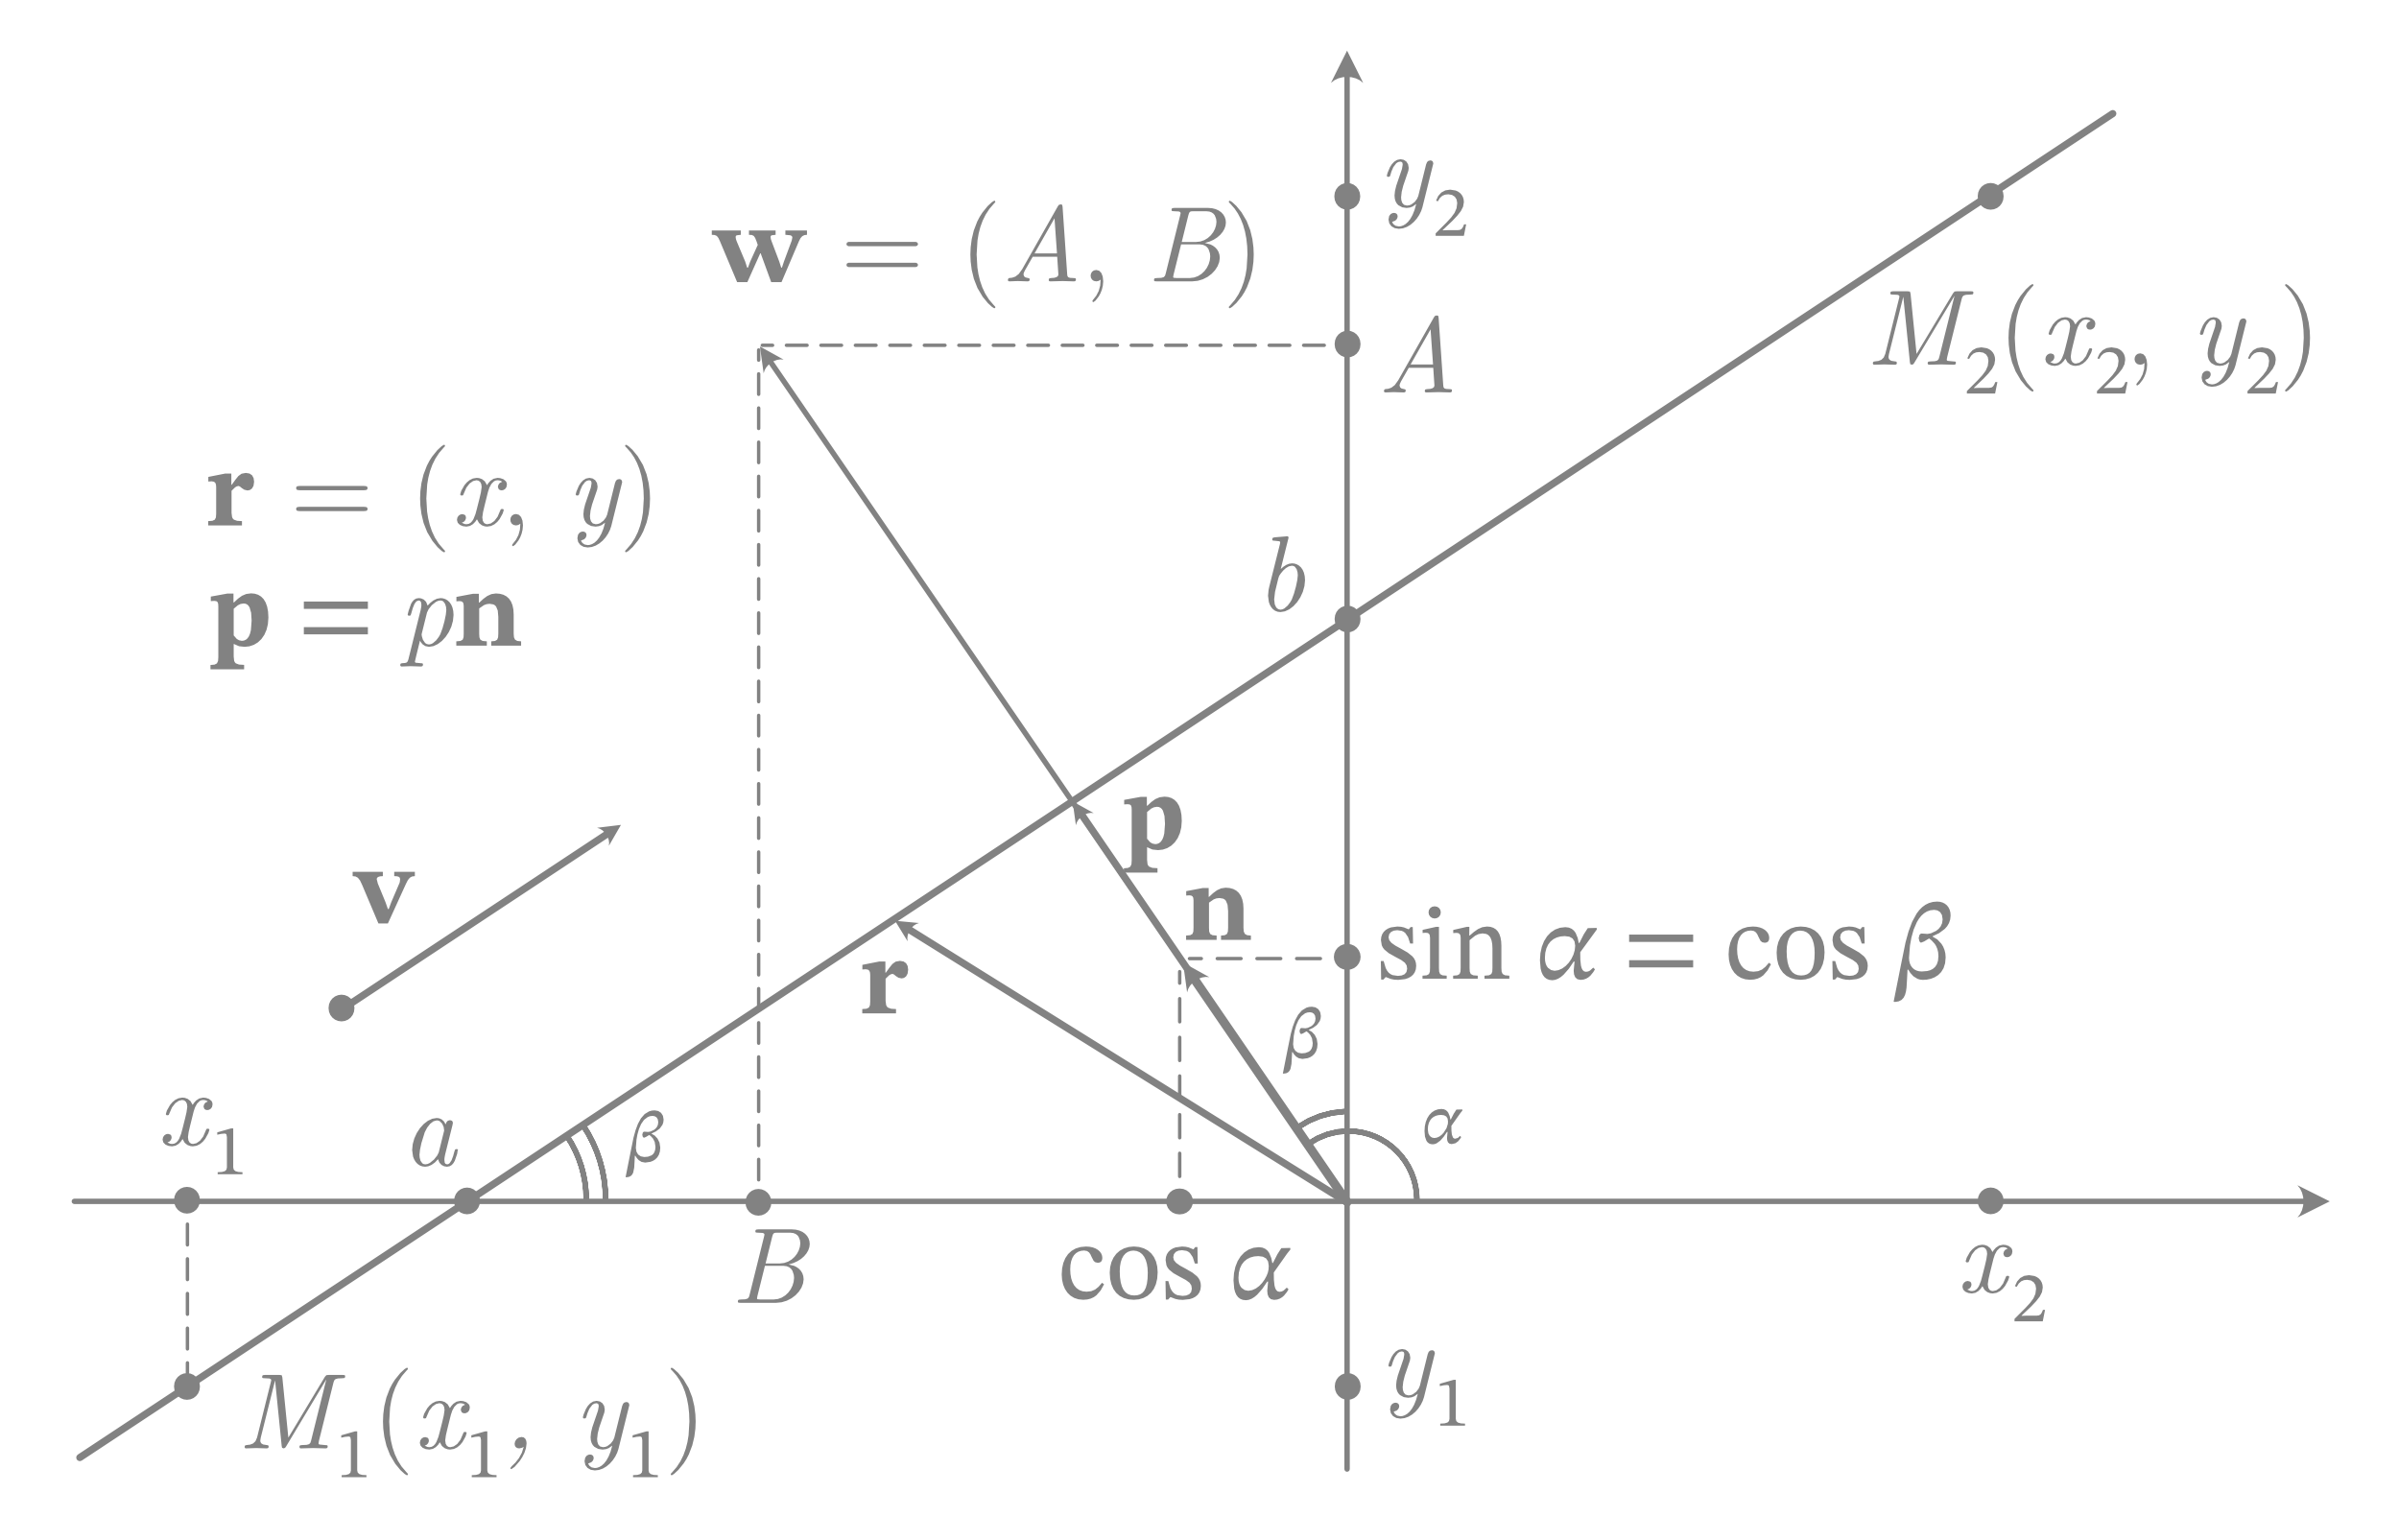 y₂
w = (A, B)
M₂(x₂, y₂)
A
r = (x, y)
b
p = pn
p
v
n
sin α = cos β
r
β
x₁
a
β
α
B
cos α
x₂
y₁
M₁(x₁, y₁)